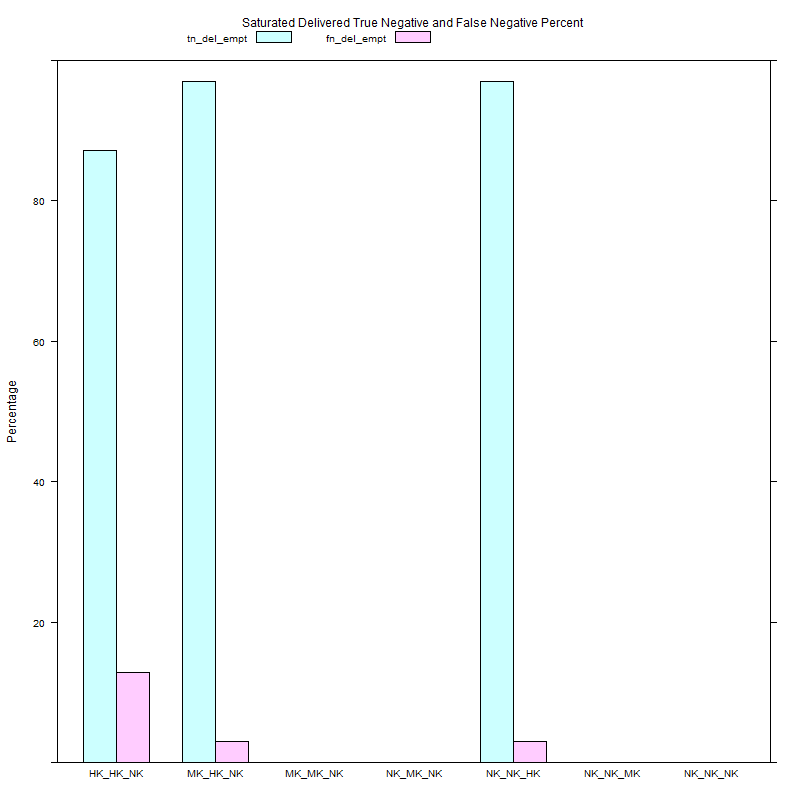 Saturated Delivered True Negative and False Negative Percent
tn_del_empt fn_del_empt
80
60
40
20
Percentage
HK_HK_NK MK_HK_NK MK_MK_NK NK_MK_NK NK_NK_HK NK_NK_MK NK_NK_NK